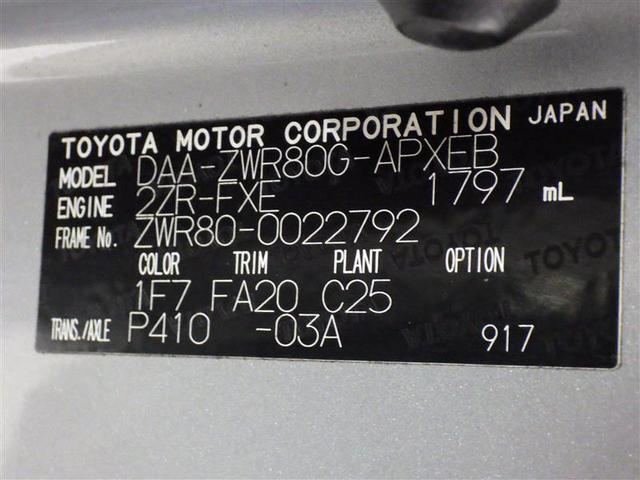 TOYOTA MOTOR CORPORATION JAPAN
MODEL DAA-ZWR80G-APXEB
ENGINE 2ZR-FXE 1797 mL
FRAME No. ZWR80-0022792
COLOR TRIM PLANT OPTION
1F7 FA20 C25
TRANS./AXLE P410 -03A 917